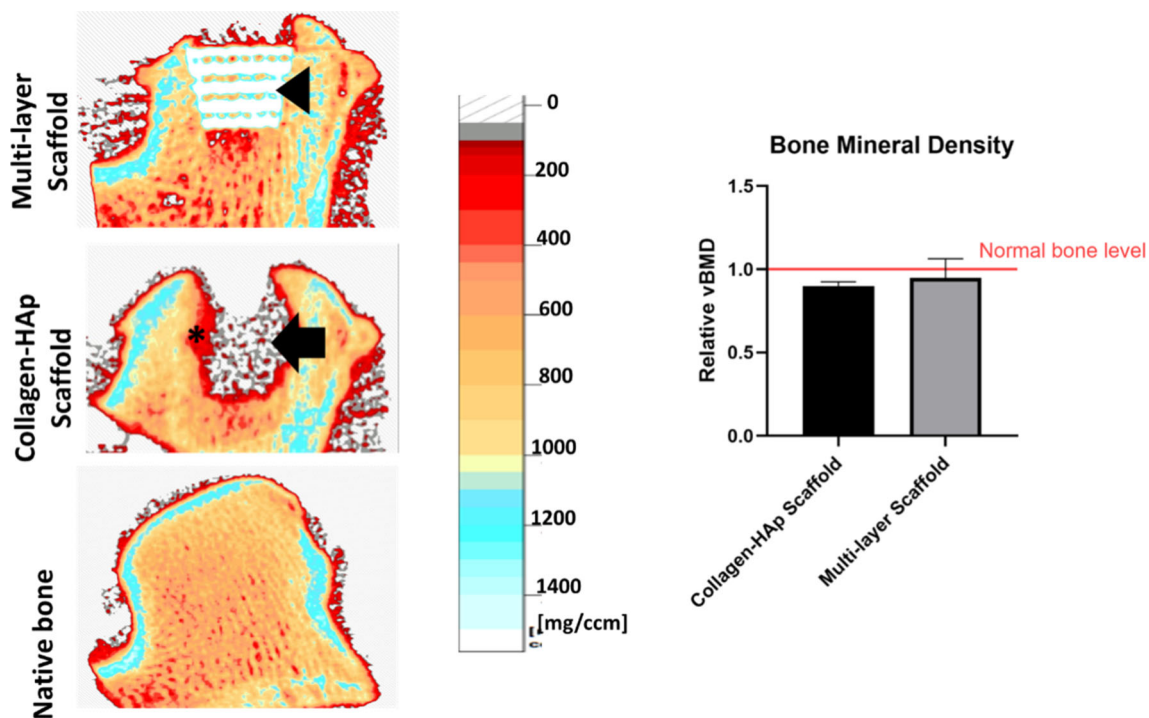 Multi-layer
Scaffold
Collagen-HAp
Scaffold
*
Native bone
0
200
400
600
800
1000
1200
1400
[mg/ccm]
Bone Mineral Density
Relative vBMD
1.5
1.0
0.5
0.0
Normal bone level
Collagen-HAp Scaffold
Multi-layer Scaffold